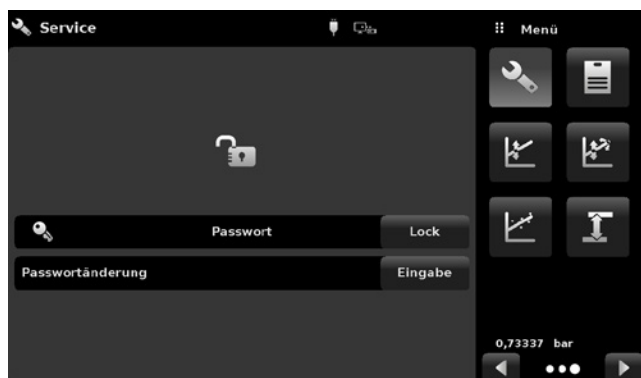 Service
Menü
Passwort
Lock
Passwortänderung
Eingabe
0,73337 bar